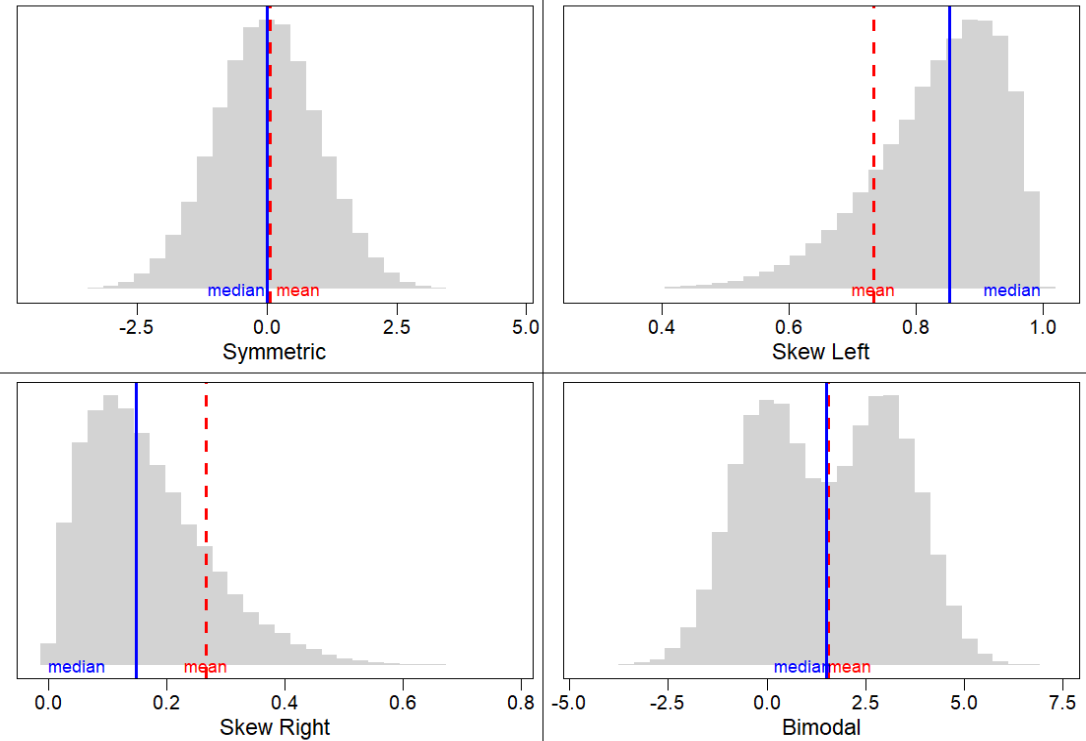 median mean
-2.5 0.0 2.5 5.0
Symmetric
mean median
0.4 0.6 0.8 1.0
Skew Left
median mean
0.0 0.2 0.4 0.6 0.8
Skew Right
median mean
-5.0 -2.5 0.0 2.5 5.0 7.5
Bimodal